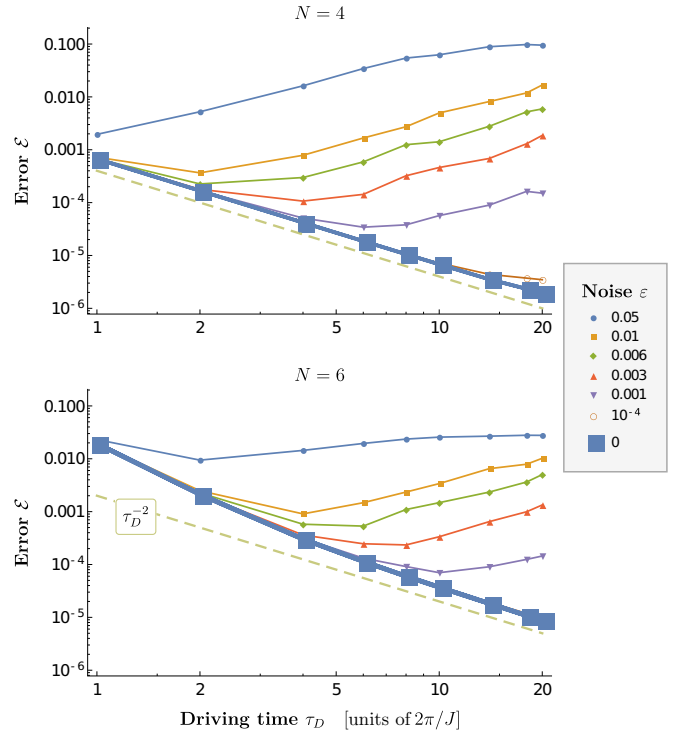 N = 4
0.100
0.010
0.001
10-4
10-5
10-6
Error ℰ
1 2 5 10 20
Noise ε
0.05
0.01
0.006
0.003
0.001
10-4
0
N = 6
0.100
0.010
0.001
10-4
10-5
10-6
Error ℰ
τD−2
1 2 5 10 20
Driving time τD [units of 2π/J]